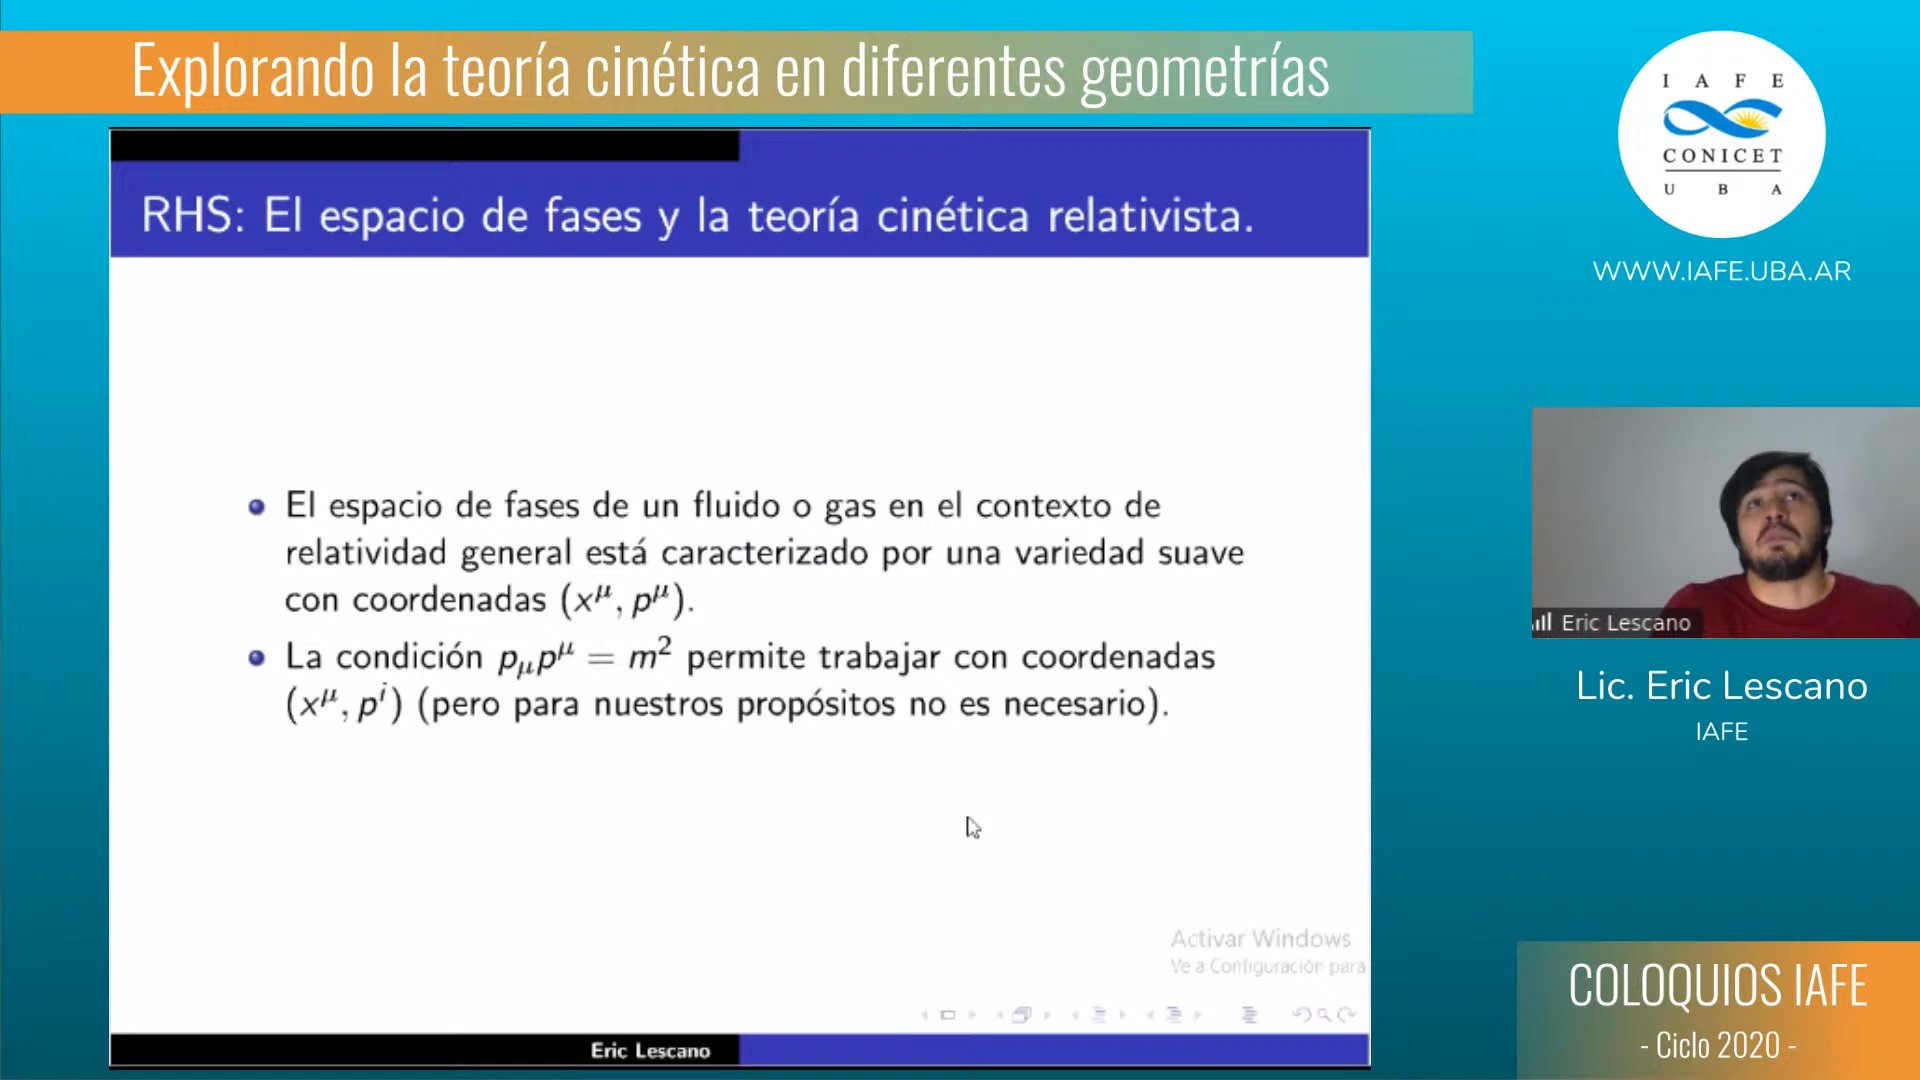 Explorando la teoría cinética en diferentes geometrías
RHS: El espacio de fases y la teoría cinética relativista.
• El espacio de fases de un fluido o gas en el contexto de
relatividad general está caracterizado por una variedad suave
con coordenadas (x^μ, p^μ).
• La condición p_μ p^μ = m² permite trabajar con coordenadas
(x^μ, p^i) (pero para nuestros propósitos no es necesario).
Activar Windows
Ve a Configuración para
Eric Lescano
I A F E
CONICET
U B A
WWW.IAFE.UBA.AR
Eric Lescano
Lic. Eric Lescano
IAFE
COLOQUIOS IAFE
- Ciclo 2020 -